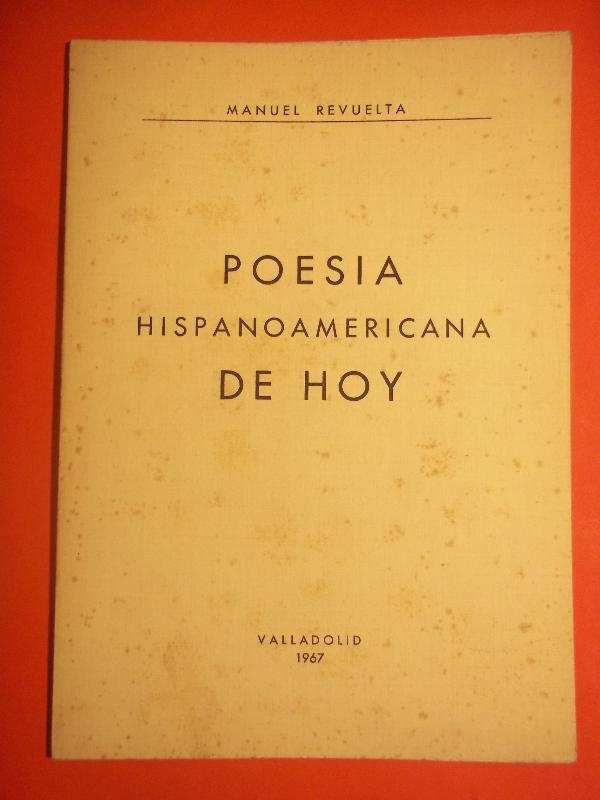 MANUEL REVUELTA
POESIA
HISPANOAMERICANA
DE HOY
VALLADOLID
1967